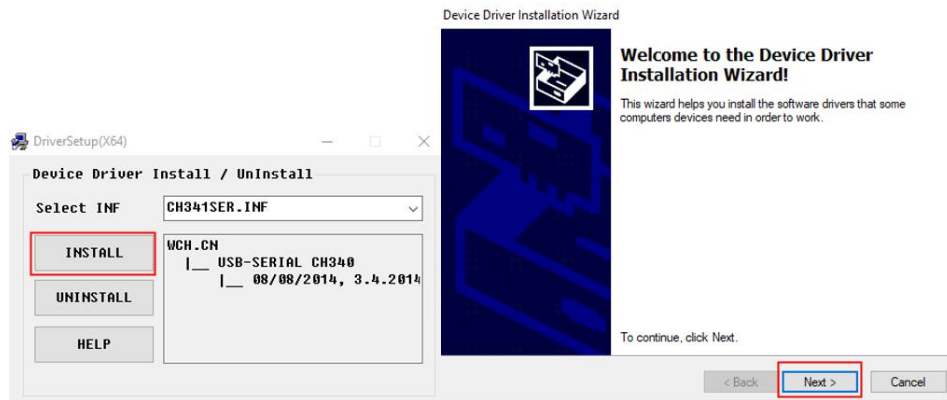 Device Driver Installation Wizard
Welcome to the Device Driver
Installation Wizard!
This wizard helps you install the software drivers that some
computers devices need in order to work.
To continue, click Next.
< Back
Next >
Cancel
DriverSetup(X64)
Device Driver Install / UnInstall
Select INF
CH341SER.INF
INSTALL
UNINSTALL
HELP
WCH.CN
|__ USB-SERIAL CH340
|__ 08/08/2014, 3.4.2014